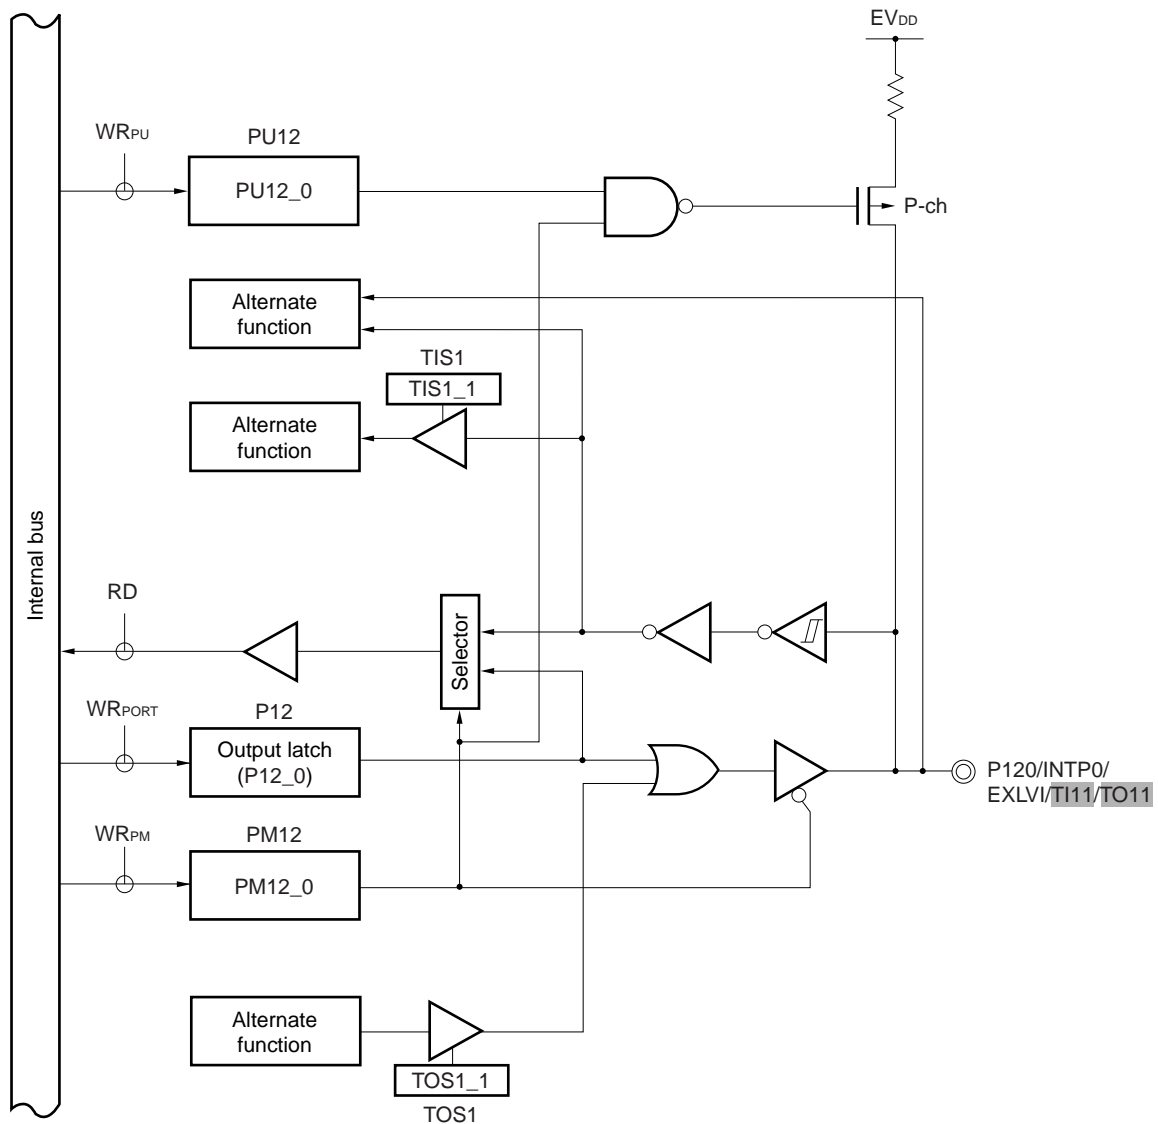 EVDD
WRPU
PU12
PU12_0
P-ch
Alternate
function
TIS1
TIS1_1
Alternate
function
Internal bus
RD
Selector
WRPORT
P12
Output latch
(P12_0)
P120/INTP0/
EXLVI/TI11/TO11
WRPM
PM12
PM12_0
Alternate
function
TOS1_1
TOS1